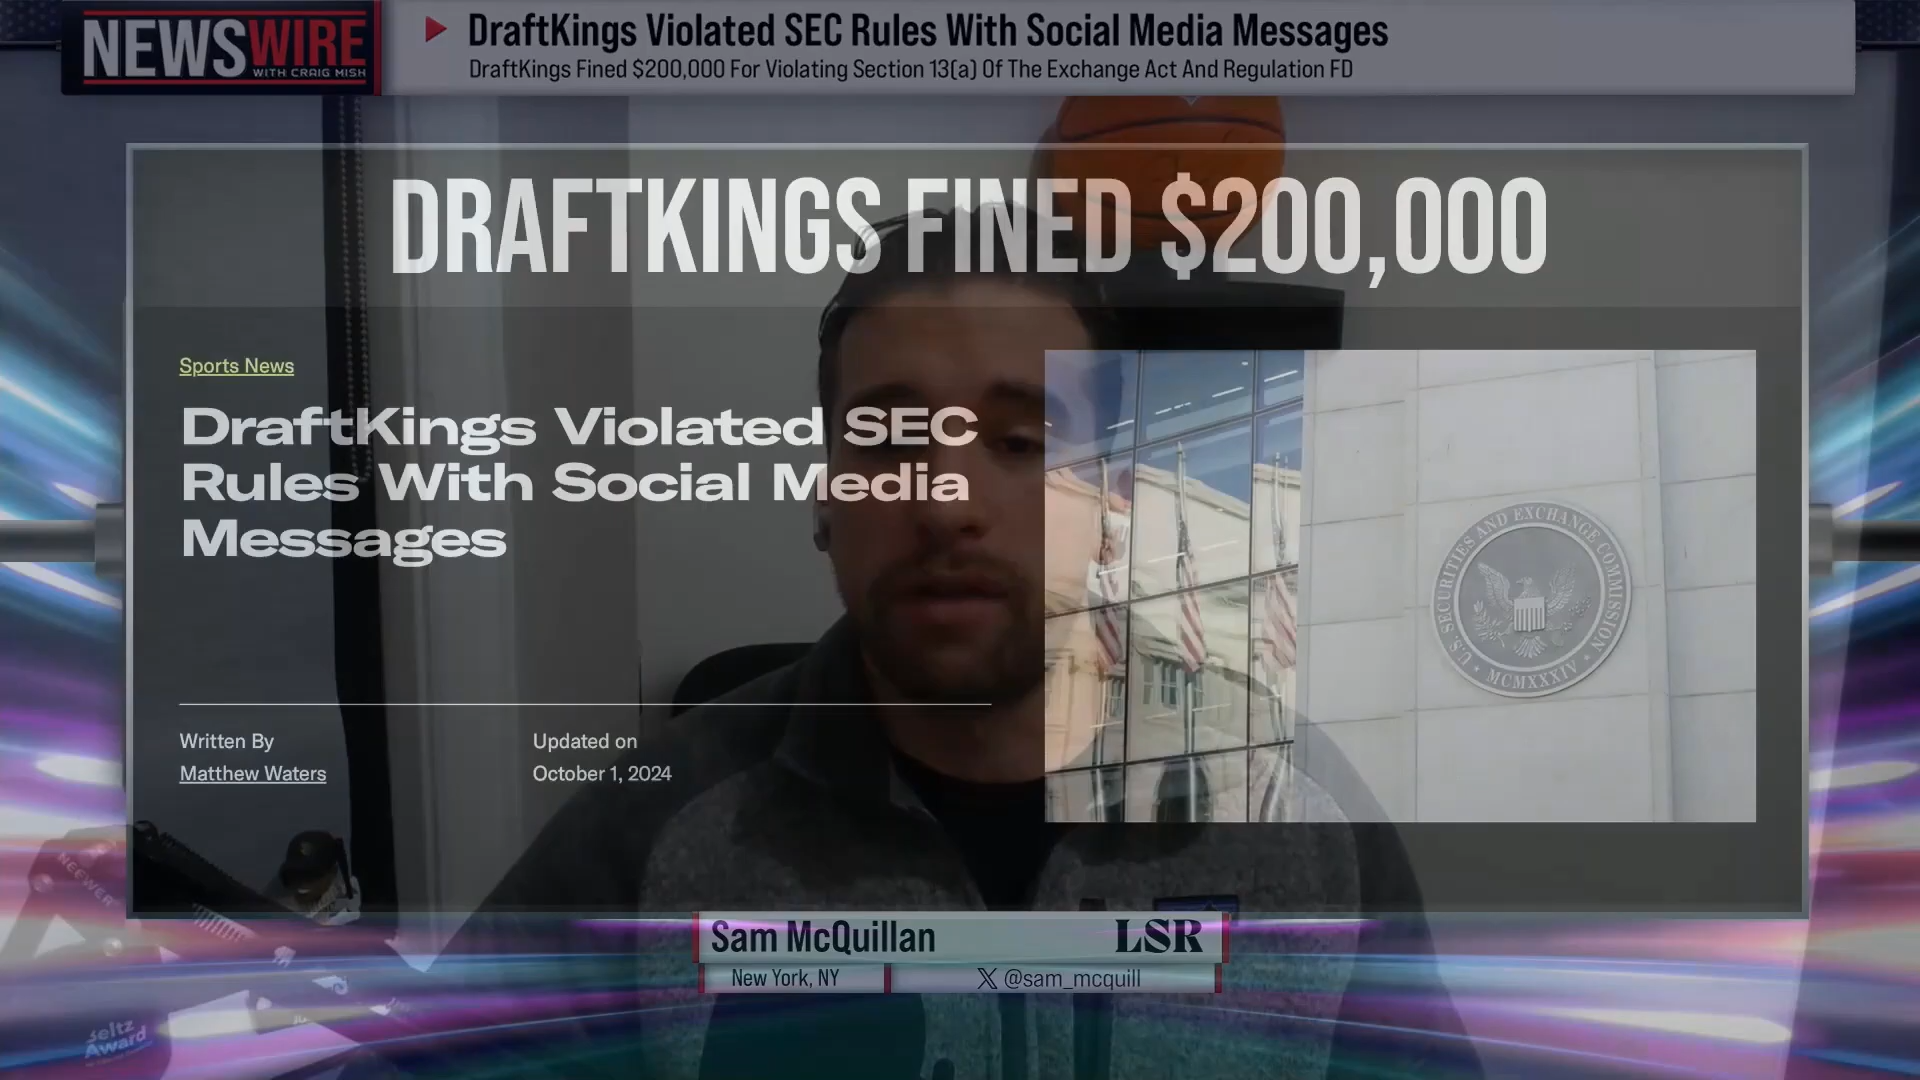 NEWSWIRE
WITH CRAIG MISH
DraftKings Violated SEC Rules With Social Media Messages
DraftKings Fined $200,000 For Violating Section 13(a) Of The Exchange Act And Regulation FD
DRAFTKINGS FINED $200,000
Sports News
DraftKings Violated SEC
Rules With Social Media
Messages
Written By
Matthew Waters
Updated on
October 1, 2024
U.S. SECURITIES AND EXCHANGE COMMISSION
MCMXXXIV
NEEWER
Seltz
Award
Sam McQuillan
LSR
New York, NY
X @sam_mcquill